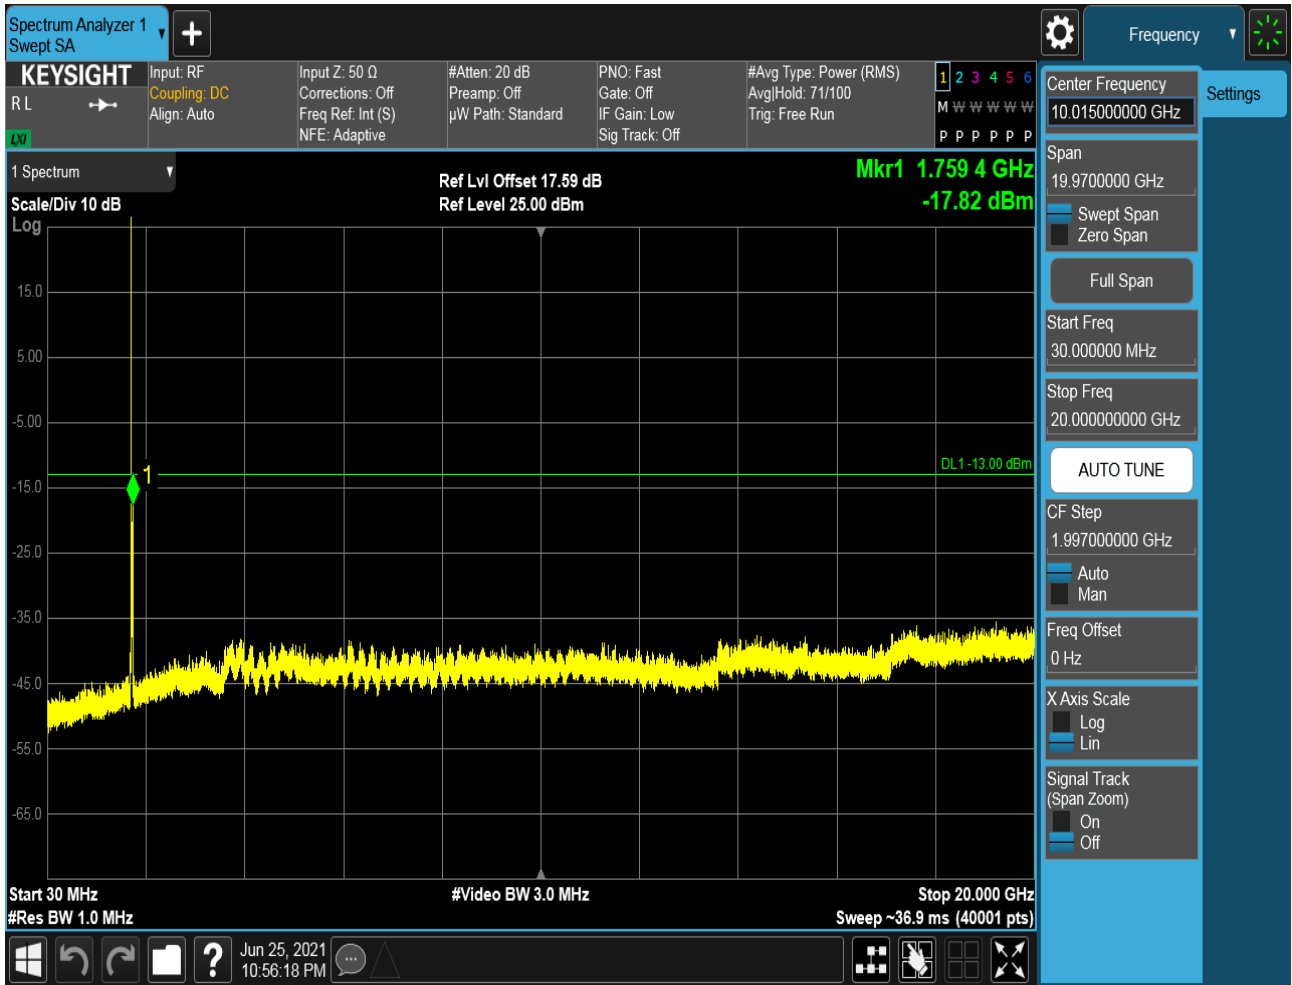 Spectrum Analyzer 1
Swept SA
+
Frequency
KEYSIGHT
R L
LXI
Input: RF
Coupling: DC
Align: Auto
Input Z: 50 Ω
Corrections: Off
Freq Ref: Int (S)
NFE: Adaptive
#Atten: 20 dB
Preamp: Off
µW Path: Standard
PNO: Fast
Gate: Off
IF Gain: Low
Sig Track: Off
#Avg Type: Power (RMS)
Avg|Hold: 71/100
Trig: Free Run
1 2 3 4 5 6
M W W W W W
P P P P P P
1 Spectrum
Scale/Div 10 dB
Log
Ref Lvl Offset 17.59 dB
Ref Level 25.00 dBm
Mkr1 1.759 4 GHz
-17.82 dBm
15.0
5.00
-5.00
-15.0
-25.0
-35.0
-45.0
-55.0
-65.0
1
DL1 -13.00 dBm
Start 30 MHz
#Res BW 1.0 MHz
#Video BW 3.0 MHz
Stop 20.000 GHz
Sweep ~36.9 ms (40001 pts)
Center Frequency
10.015000000 GHz
Span
19.9700000 GHz
Swept Span
Zero Span
Full Span
Start Freq
30.000000 MHz
Stop Freq
20.000000000 GHz
AUTO TUNE
CF Step
1.997000000 GHz
Auto
Man
Freq Offset
0 Hz
X Axis Scale
Log
Lin
Signal Track
(Span Zoom)
On
Off
Settings
?
Jun 25, 2021
10:56:18 PM